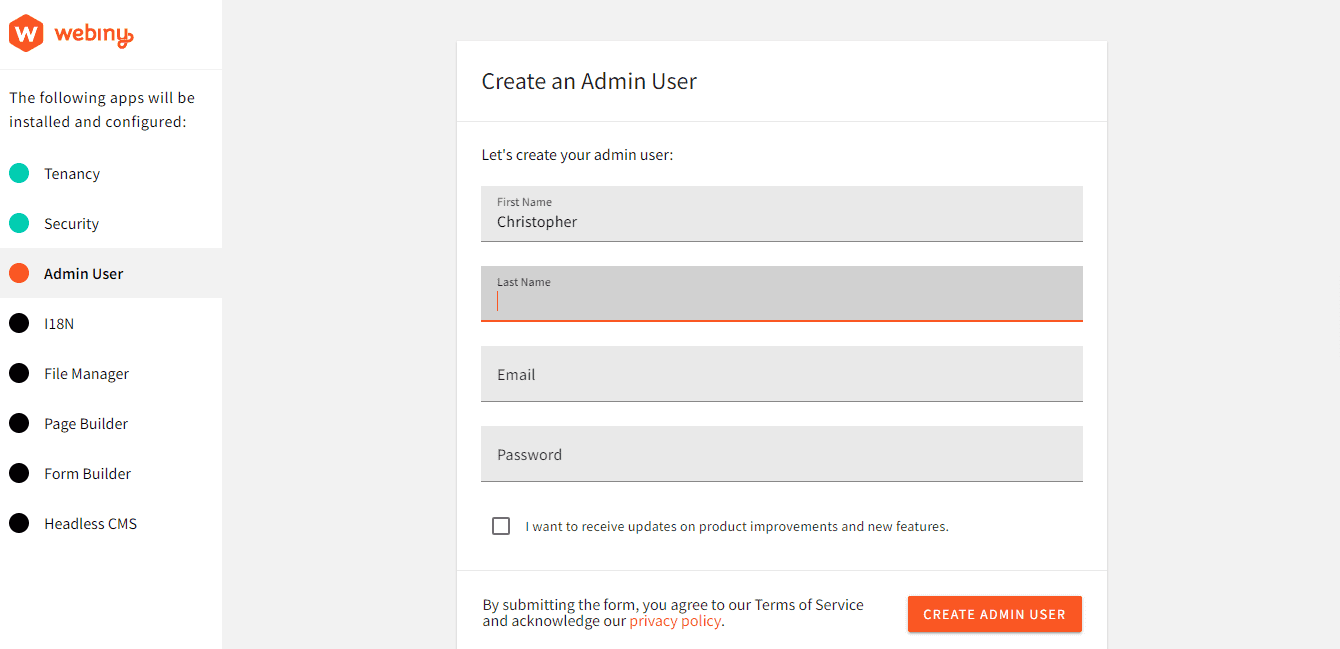 webiny
The following apps will be
installed and configured:
Tenancy
Security
Admin User
I18N
File Manager
Page Builder
Form Builder
Headless CMS
Create an Admin User
Let's create your admin user:
First Name
Christopher
Last Name
Email
Password
I want to receive updates on product improvements and new features.
By submitting the form, you agree to our Terms of Service
and acknowledge our privacy policy.
CREATE ADMIN USER